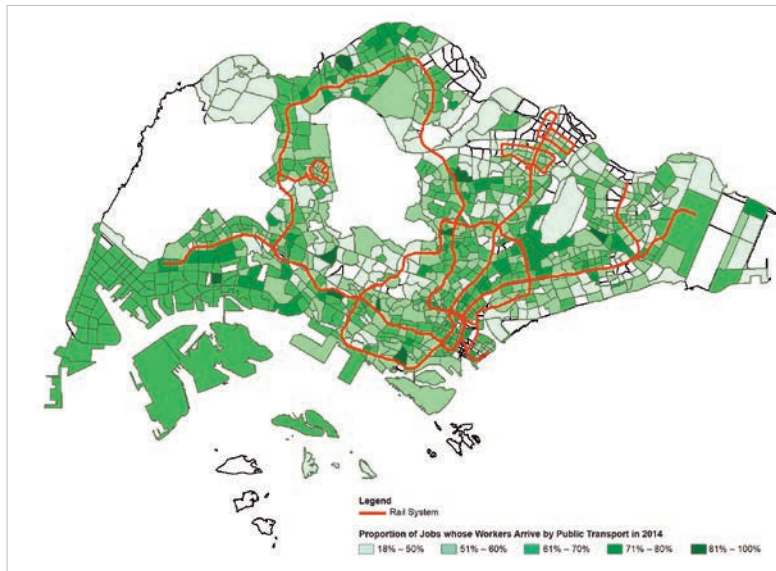 Legend
Rail System
Proportion of Jobs whose Workers Arrive by Public Transport in 2014
18% – 50% 51% – 60% 61% – 70% 71% – 80% 81% – 100%